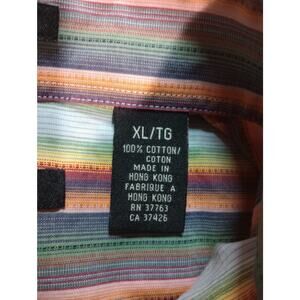 XL/TG
100% COTTON/
COTON
MADE IN
HONG KONG
FABRIQUE A
HONG KONG
RN 37763
CA 37426